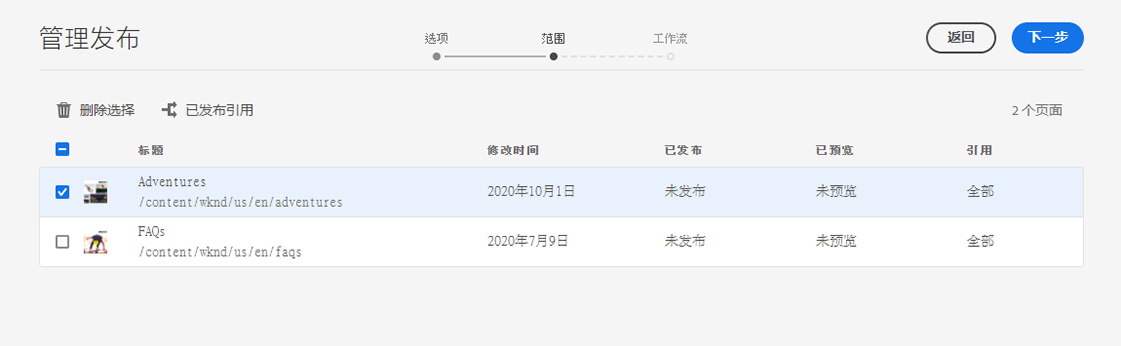 管理发布
选项 范围 工作流
返回 下一步
删除选择 已发布引用 2 个页面
标题 修改时间 已发布 已预览 引用
Adventures
/content/wknd/us/en/adventures 2020年10月1日 未发布 未预览 全部
FAQs
/content/wknd/us/en/faqs 2020年7月9日 未发布 未预览 全部